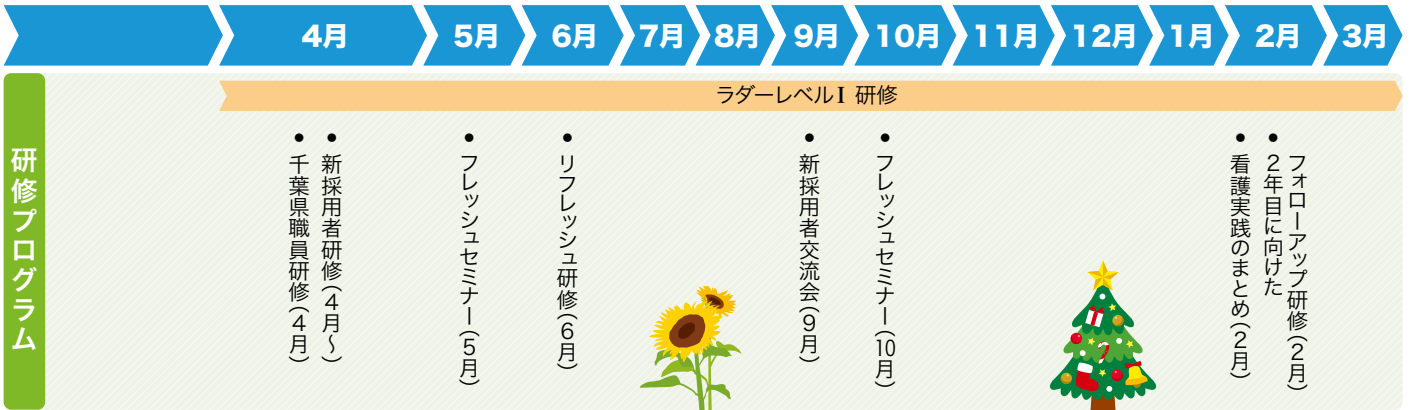 4月
5月
6月
7月
8月
9月
10月
11月
12月
1月
2月
3月
研修プログラム
ラダーレベルI 研修
● 新採用者研修(4月〜)
● 千葉県職員研修(4月)
● フレッシュセミナー(5月)
● リフレッシュ研修(6月)
● 新採用者交流会(9月)
● フレッシュセミナー(10月)
● 2年目に向けた
フォローアップ研修(2月)
● 看護実践のまとめ(2月)